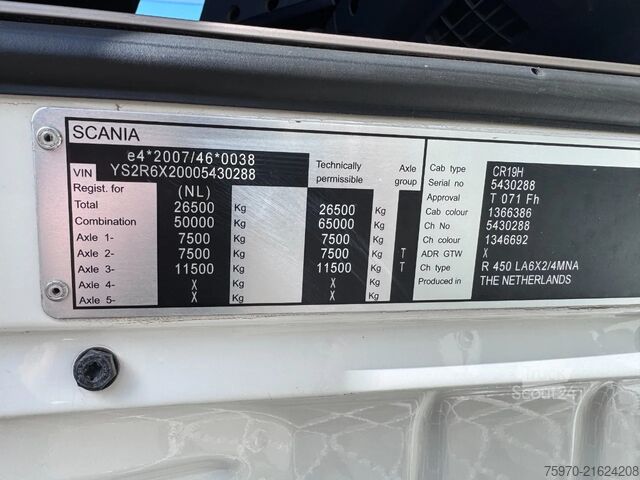 SCANIA
e4*2007/46*0038
VIN YS2R6X20005430288
Regist. for (NL) Technically permissible Axle group
Total 26500 Kg 26500 Kg
Combination 50000 Kg 65000 Kg
Axle 1- 7500 Kg 7500 Kg
Axle 2- 7500 Kg 7500 Kg T
Axle 3- 11500 Kg 11500 Kg T
Axle 4- X Kg X Kg
Axle 5- X Kg X Kg
Cab type CR19H
Serial no 5430288
Approval T 071 Fh
Cab colour 1366386
Ch No 5430288
Ch colour 1346692
ADR GTW X
Ch type R 450 LA6X2/4MNA
Produced in THE NETHERLANDS
Truck
Scout24
75970-21624208